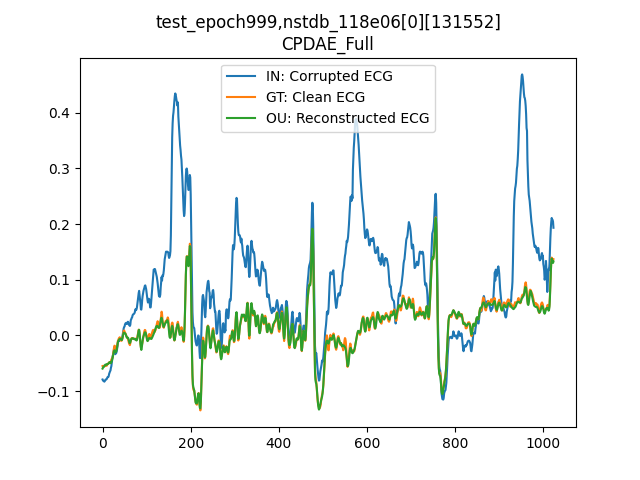 test_epoch999,nstdb_118e06[0][131552]
CPDAE_Full
IN: Corrupted ECG
GT: Clean ECG
OU: Reconstructed ECG
0.4
0.3
0.2
0.1
0.0
−0.1
0 200 400 600 800 1000